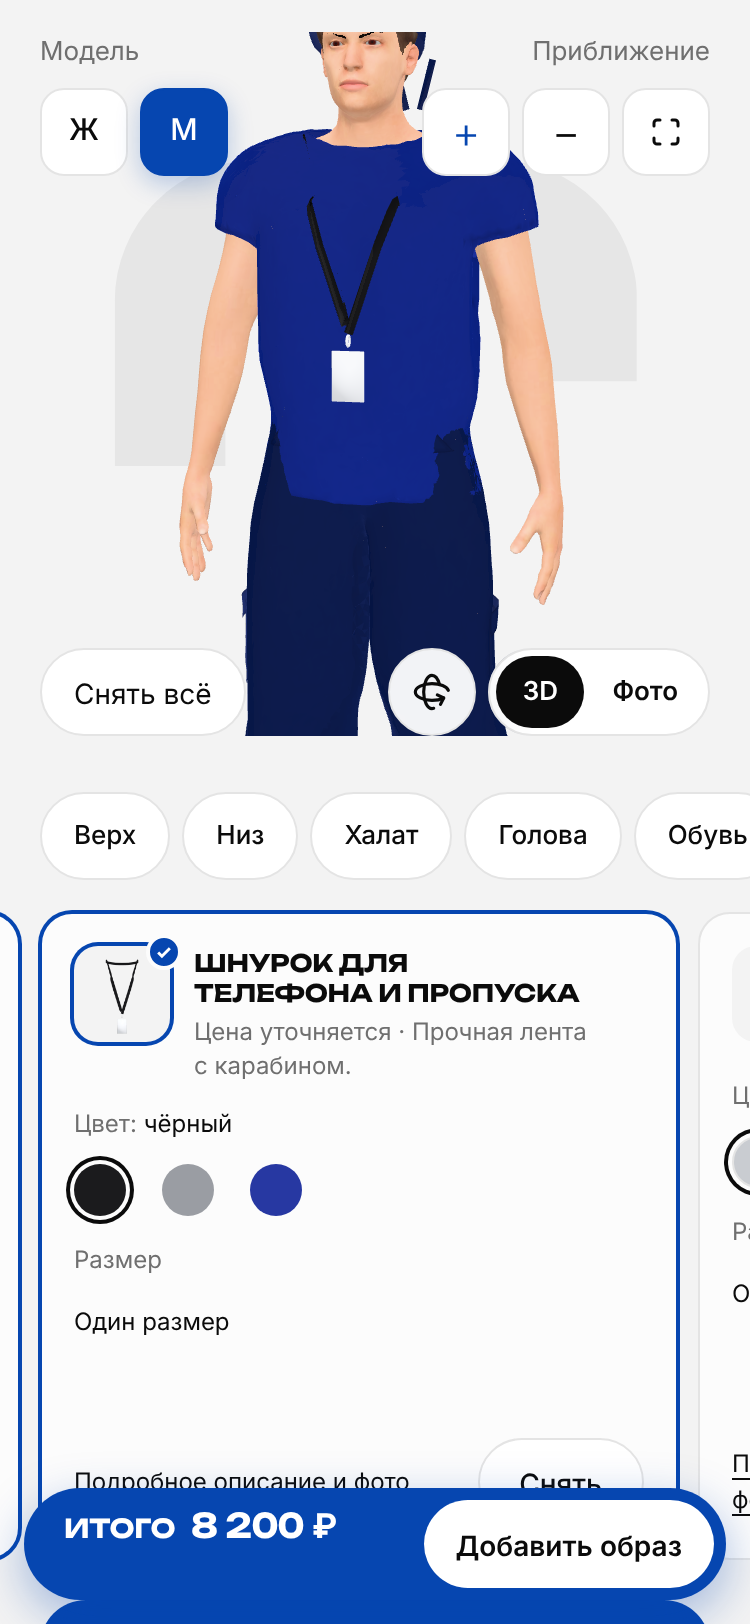 Модель
Приближение
Ж
М
Снять всё
3D
Фото
Верх
Низ
Халат
Голова
Обувь
ШНУРОК ДЛЯ
ТЕЛЕФОНА И ПРОПУСКА
Цена уточняется · Прочная лента
с карабином.
Цвет: чёрный
Размер
Один размер
Подробное описание и фото
Снять
итого 8 200 ₽
Добавить образ